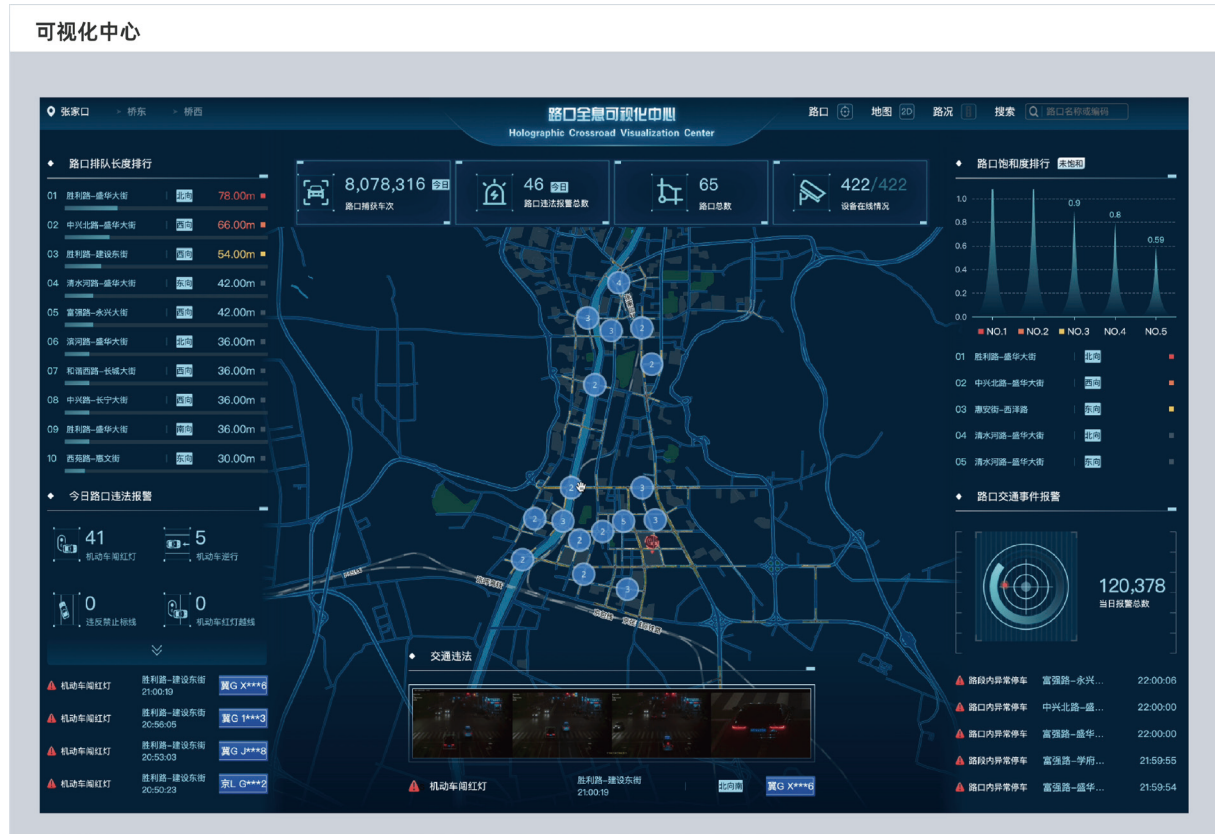 可视化中心
张家口 > 桥东 > 桥西
路口全息可视化中心
Holographic Crossroad Visualization Center
路口 地图 2D 路况 搜索 路口名称或编码
路口排队长度排行
01 胜利路-盛华大街 北向 78.00m
02 中兴北路-盛华大街 西向 66.00m
03 胜利路-建设东街 西向 54.00m
04 清水河路-盛华大街 东向 42.00m
05 富强路-永兴大街 西向 42.00m
06 滨河路-盛华大街 北向 36.00m
07 和谐西路-长城大街 西向 36.00m
08 中兴路-长宁大街 西向 36.00m
09 胜利路-盛华大街 南向 36.00m
10 西苑路-惠文街 东向 30.00m
今日路口违法报警
41
机动车闯红灯
5
机动车逆行
0
违反禁止标线
0
机动车红灯越线
机动车闯红灯 胜利路-建设东街 冀G X***6
21:00:19
机动车闯红灯 胜利路-建设东街 冀G 1***3
20:56:05
机动车闯红灯 胜利路-建设东街 冀G J***8
20:53:03
机动车闯红灯 胜利路-建设东街 京L G***2
20:50:23
8,078,316 今日
路口捕获车次
46 今日
路口违法报警总数
65
路口总数
422/422
设备在线情况
4
3
3
2
2
2
2
3
2
3
2
2
5
3
2
2
3
交通违法
机动车闯红灯 胜利路-建设东街 北向南 冀G X***6
21:00:19
路口饱和度排行 未饱和
1.0
0.8
0.6
0.4
0.2
0.0
0.9
0.8
0.59
NO.1 NO.2 NO.3 NO.4 NO.5
01 胜利路-盛华大街 北向
02 中兴北路-盛华大街 西向
03 惠安街-西泽路 东向
04 清水河路-盛华大街 北向
05 清水河路-盛华大街 东向
路口交通事件报警
120,378
当日报警总数
路段内异常停车 富强路-永兴... 22:00:06
路口内异常停车 中兴北路-盛... 22:00:00
路口内异常停车 富强路-盛华... 22:00:00
路段内异常停车 富强路-学府... 21:59:55
路口内异常停车 富强路-盛华... 21:59:54